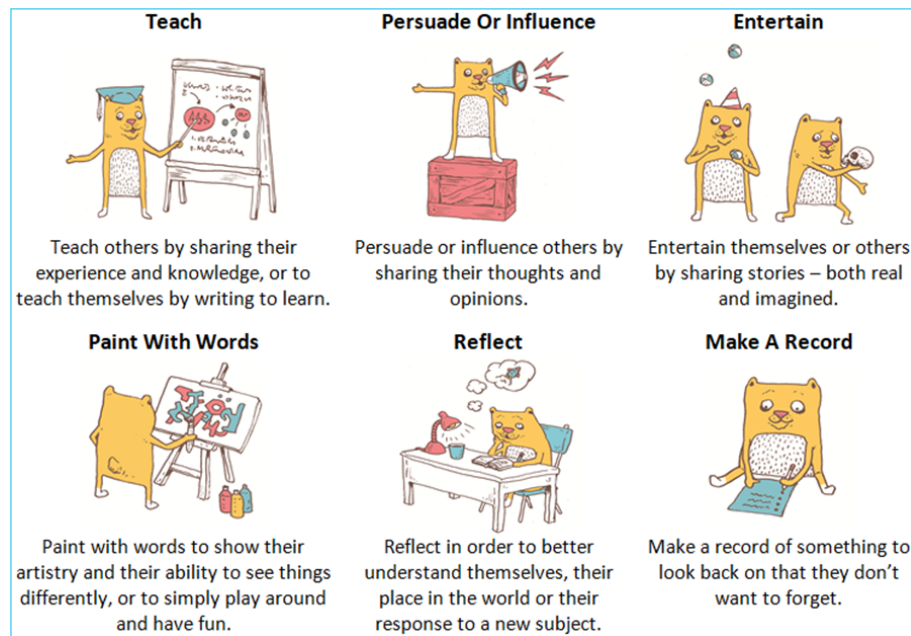 Teach
Persuade Or Influence
Entertain
Teach others by sharing their
experience and knowledge, or to
teach themselves by writing to learn.
Persuade or influence others by
sharing their thoughts and
opinions.
Entertain themselves or others
by sharing stories – both real
and imagined.
Paint With Words
Reflect
Make A Record
Paint with words to show their
artistry and their ability to see things
differently, or to simply play around
and have fun.
Reflect in order to better
understand themselves, their
place in the world or their
response to a new subject.
Make a record of something to
look back on that they don't
want to forget.